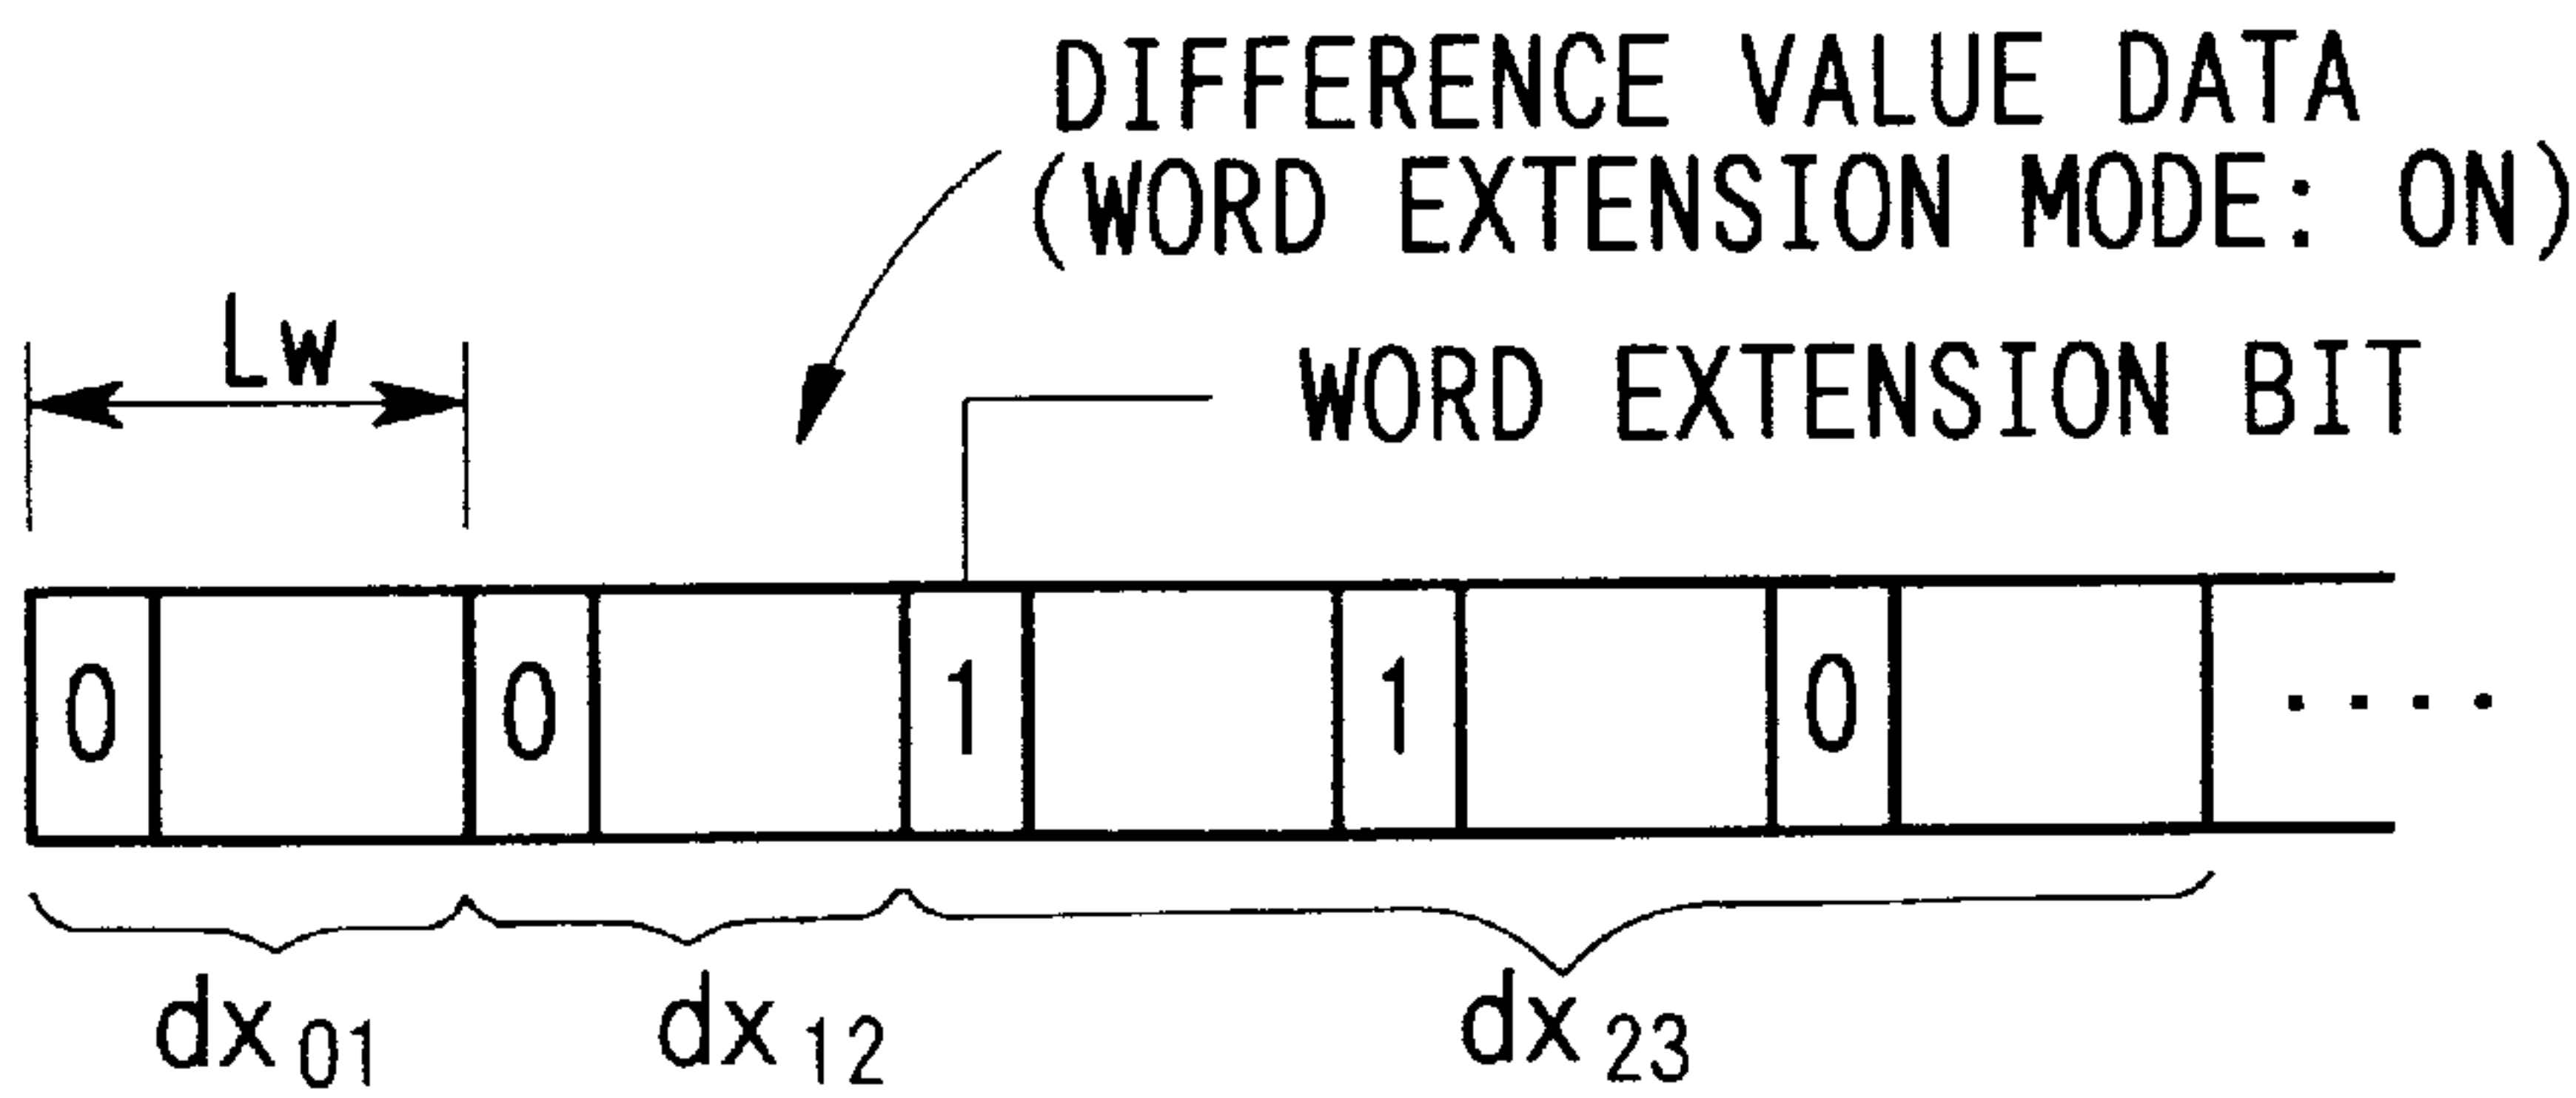 DIFFERENCE VALUE DATA
(WORD EXTENSION MODE: ON)
Lw
WORD EXTENSION BIT
0 0 1 1 0 ....
dx01 dx12 dx23